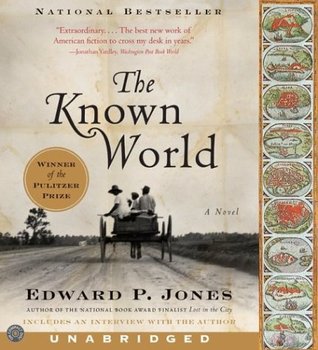 NATIONAL BESTSELLER
"Extraordinary. . . . The best new work of
American fiction to cross my desk in years."
—Jonathan Yardley, Washington Post Book World
The
Known
World
WINNER
of the
PULITZER
PRIZE
A Novel
EDWARD P. JONES
AUTHOR OF THE NATIONAL BOOK AWARD FINALIST Lost in the City
INCLUDES AN INTERVIEW WITH THE AUTHOR
UNABRIDGED